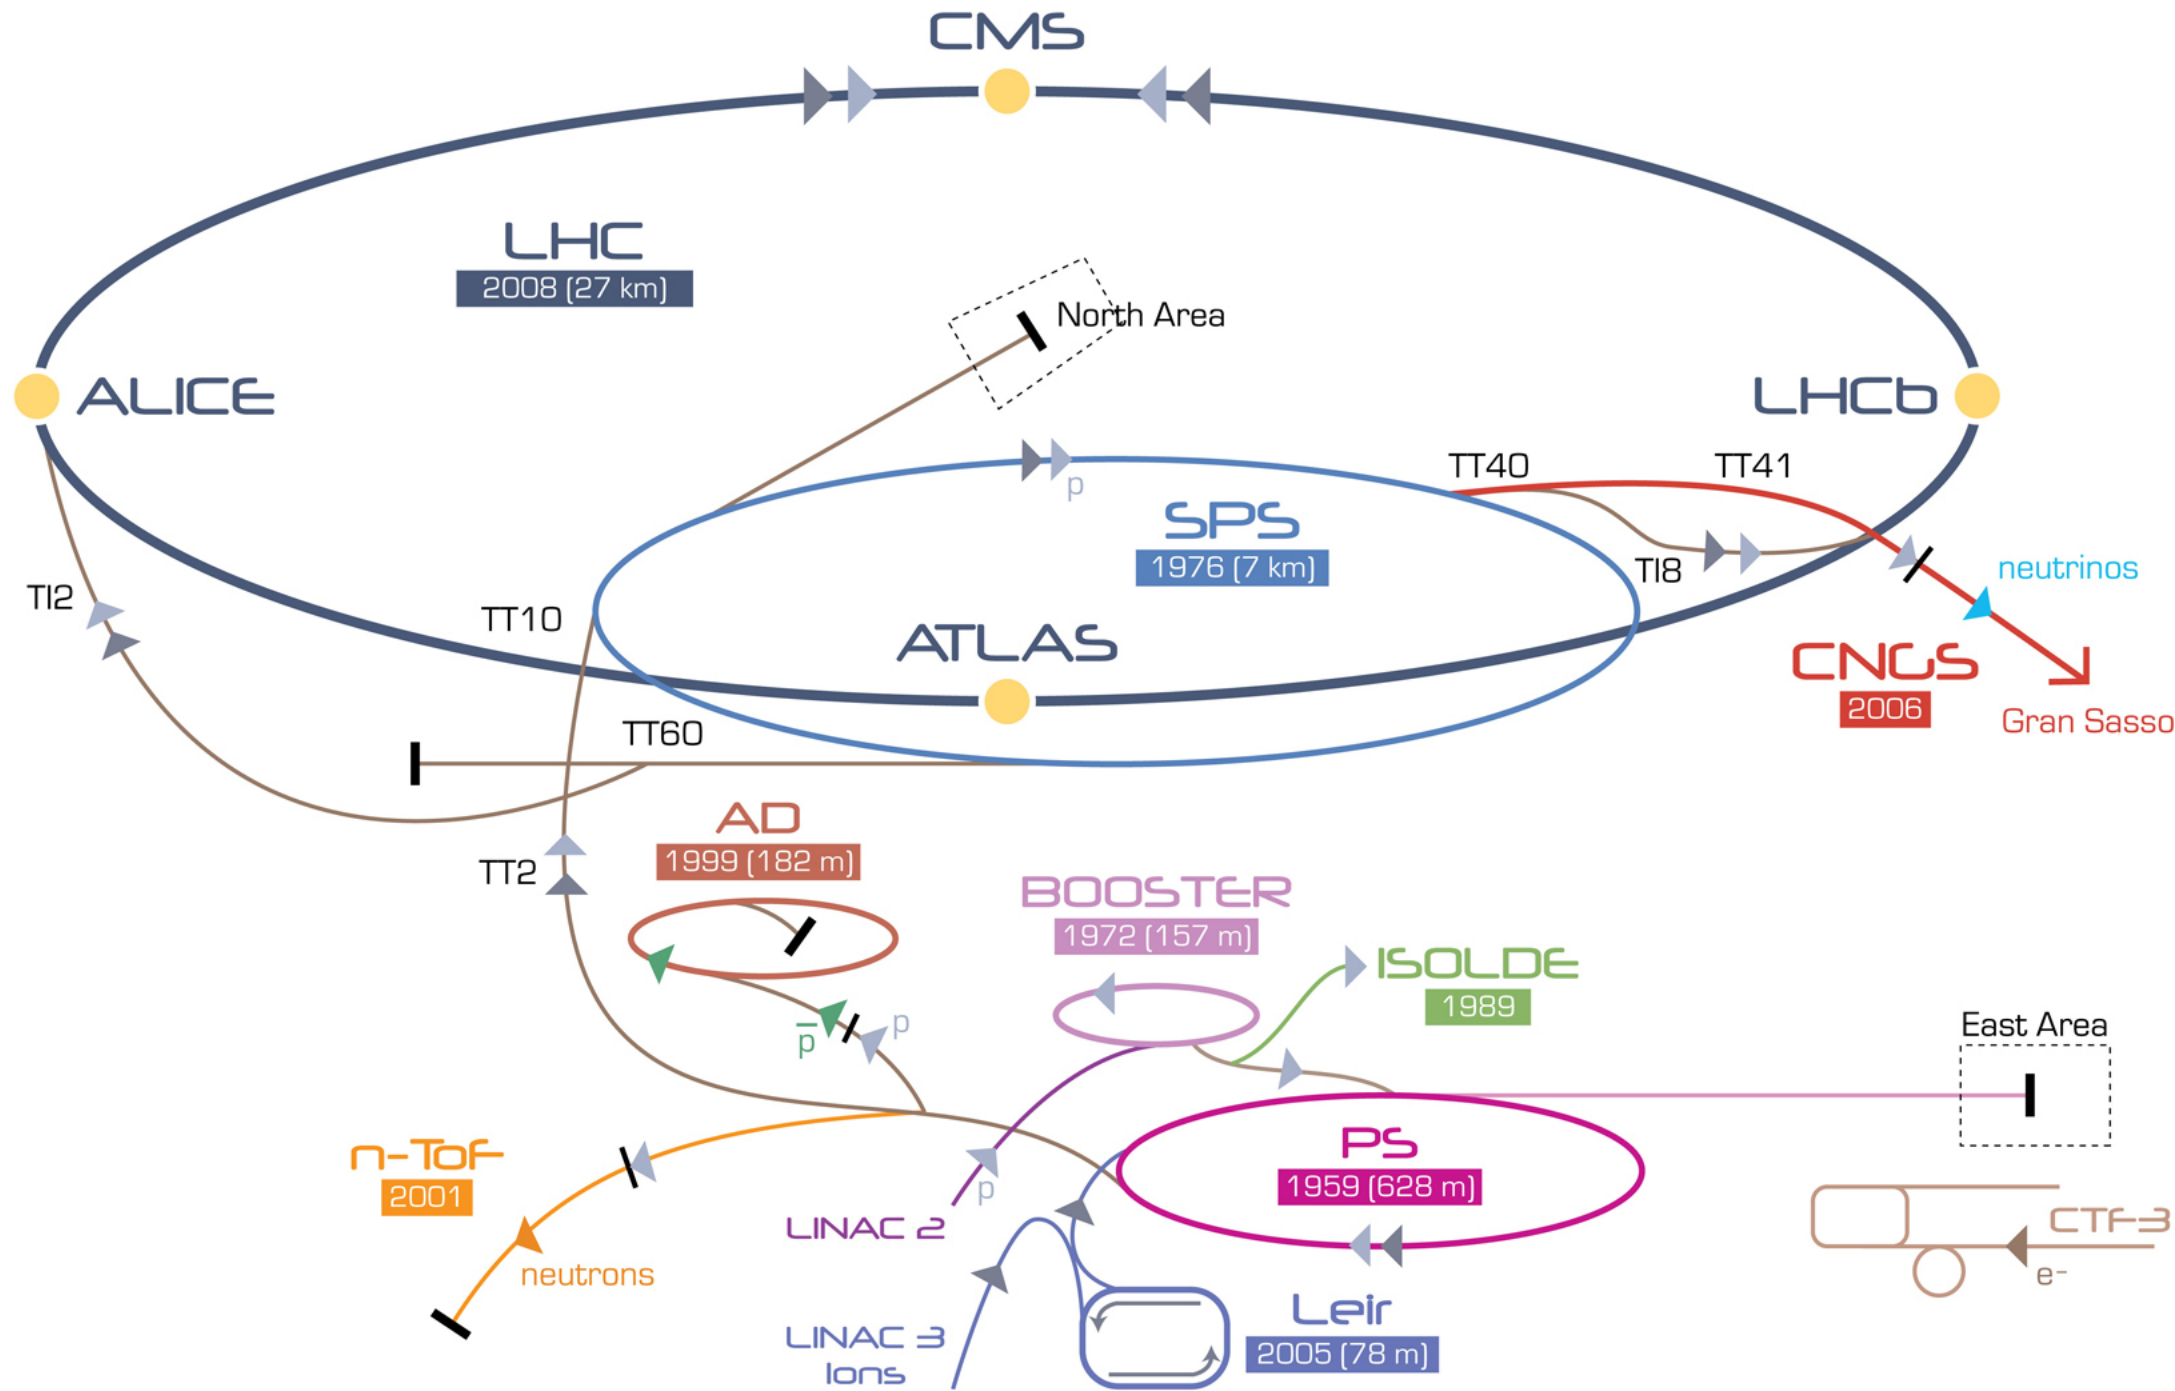 CMS
LHC
2008 (27 km)
North Area
ALICE
LHCb
TT40
TT41
p
SPS
1976 (7 km)
TI8
neutrinos
TI2
TT10
ATLAS
CNGS
2006
Gran Sasso
TT60
AD
1999 (182 m)
TT2
BOOSTER
1972 (157 m)
ISOLDE
1989
p̅
p
East Area
n-ToF
2001
PS
1959 (628 m)
p
LINAC 2
neutrons
CTF-3
e⁻
LINAC 3
Ions
Leir
2005 (78 m)